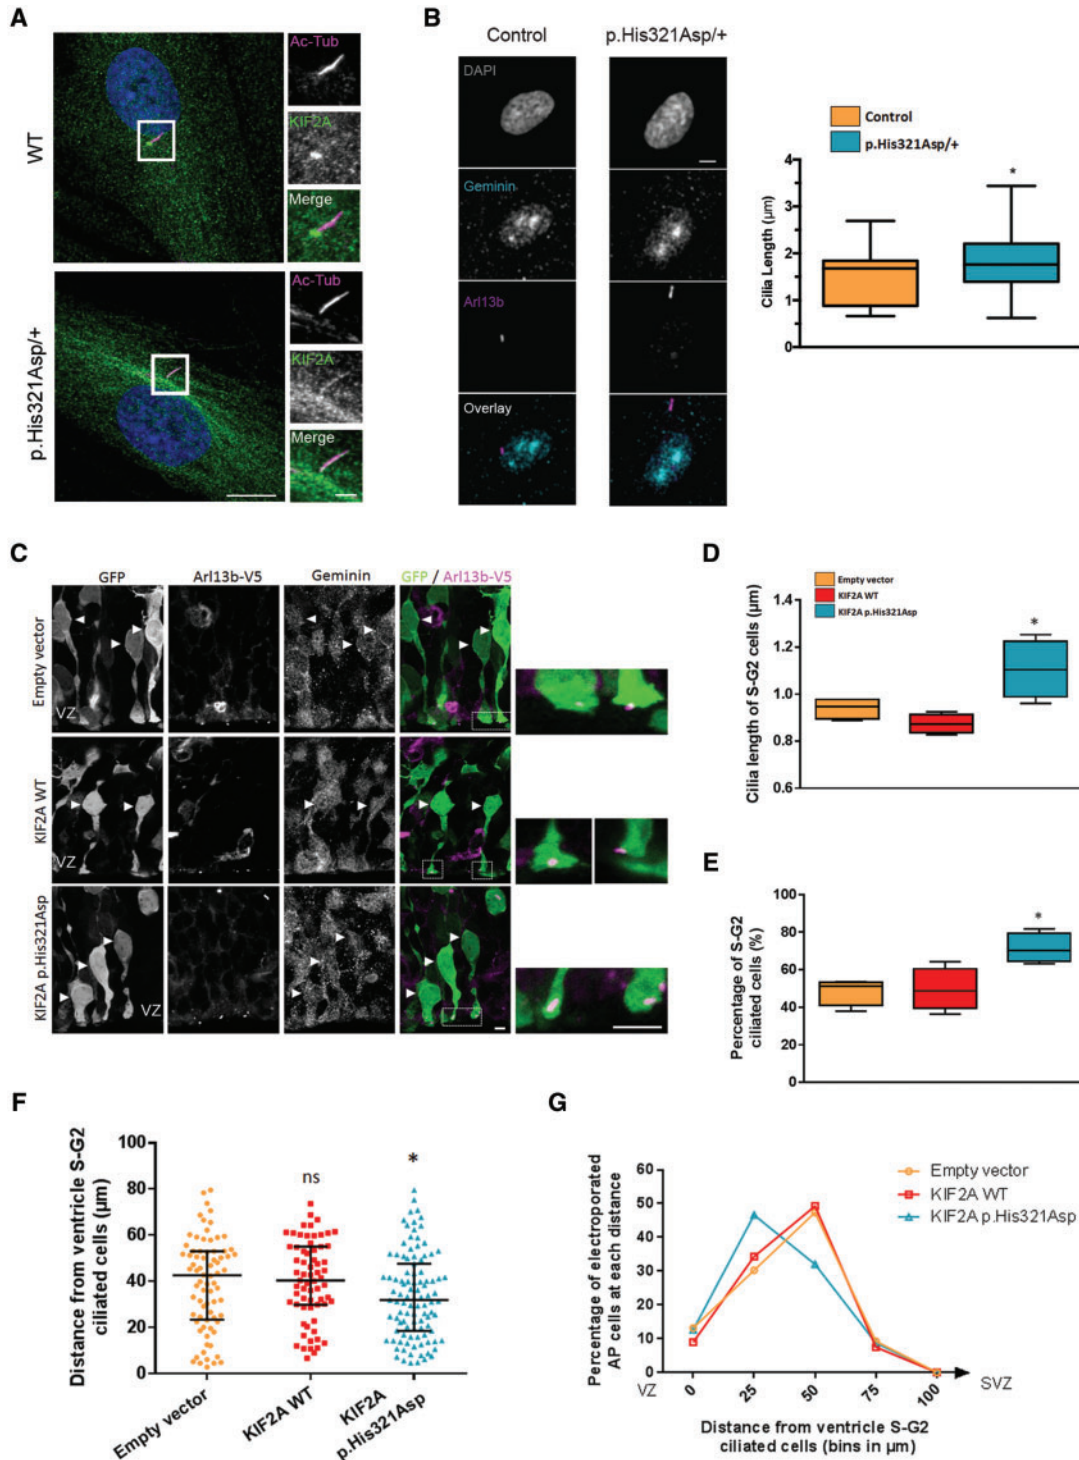 A
WT
Ac-Tub
KIF2A
Merge
p.His321Asp/+
Ac-Tub
KIF2A
Merge
B
Control
p.His321Asp/+
DAPI
Geminin
Arl13b
Overlay
Control
p.His321Asp/+
Cilia Length (µm)
4
3
2
1
0
*
C
GFP
Arl13b-V5
Geminin
GFP / Arl13b-V5
Empty vector
VZ
KIF2A WT
VZ
KIF2A p.His321Asp
VZ
D
Empty vector
KIF2A WT
KIF2A p.His321Asp
Cilia length of S-G2 cells (µm)
1.4
1.2
1.0
0.8
0.6
*
E
Percentage of S-G2
ciliated cells (%)
100
80
60
40
20
0
*
F
Distance from ventricle S-G2
ciliated cells (µm)
100
80
60
40
20
0
ns
*
Empty vector
KIF2A WT
KIF2A
p.His321Asp
G
Percentage of electroporated
AP cells at each distance
60
50
40
30
20
10
0
Empty vector
KIF2A WT
KIF2A p.His321Asp
VZ
0
25
50
75
100
SVZ
Distance from ventricle S-G2
ciliated cells (bins in µm)